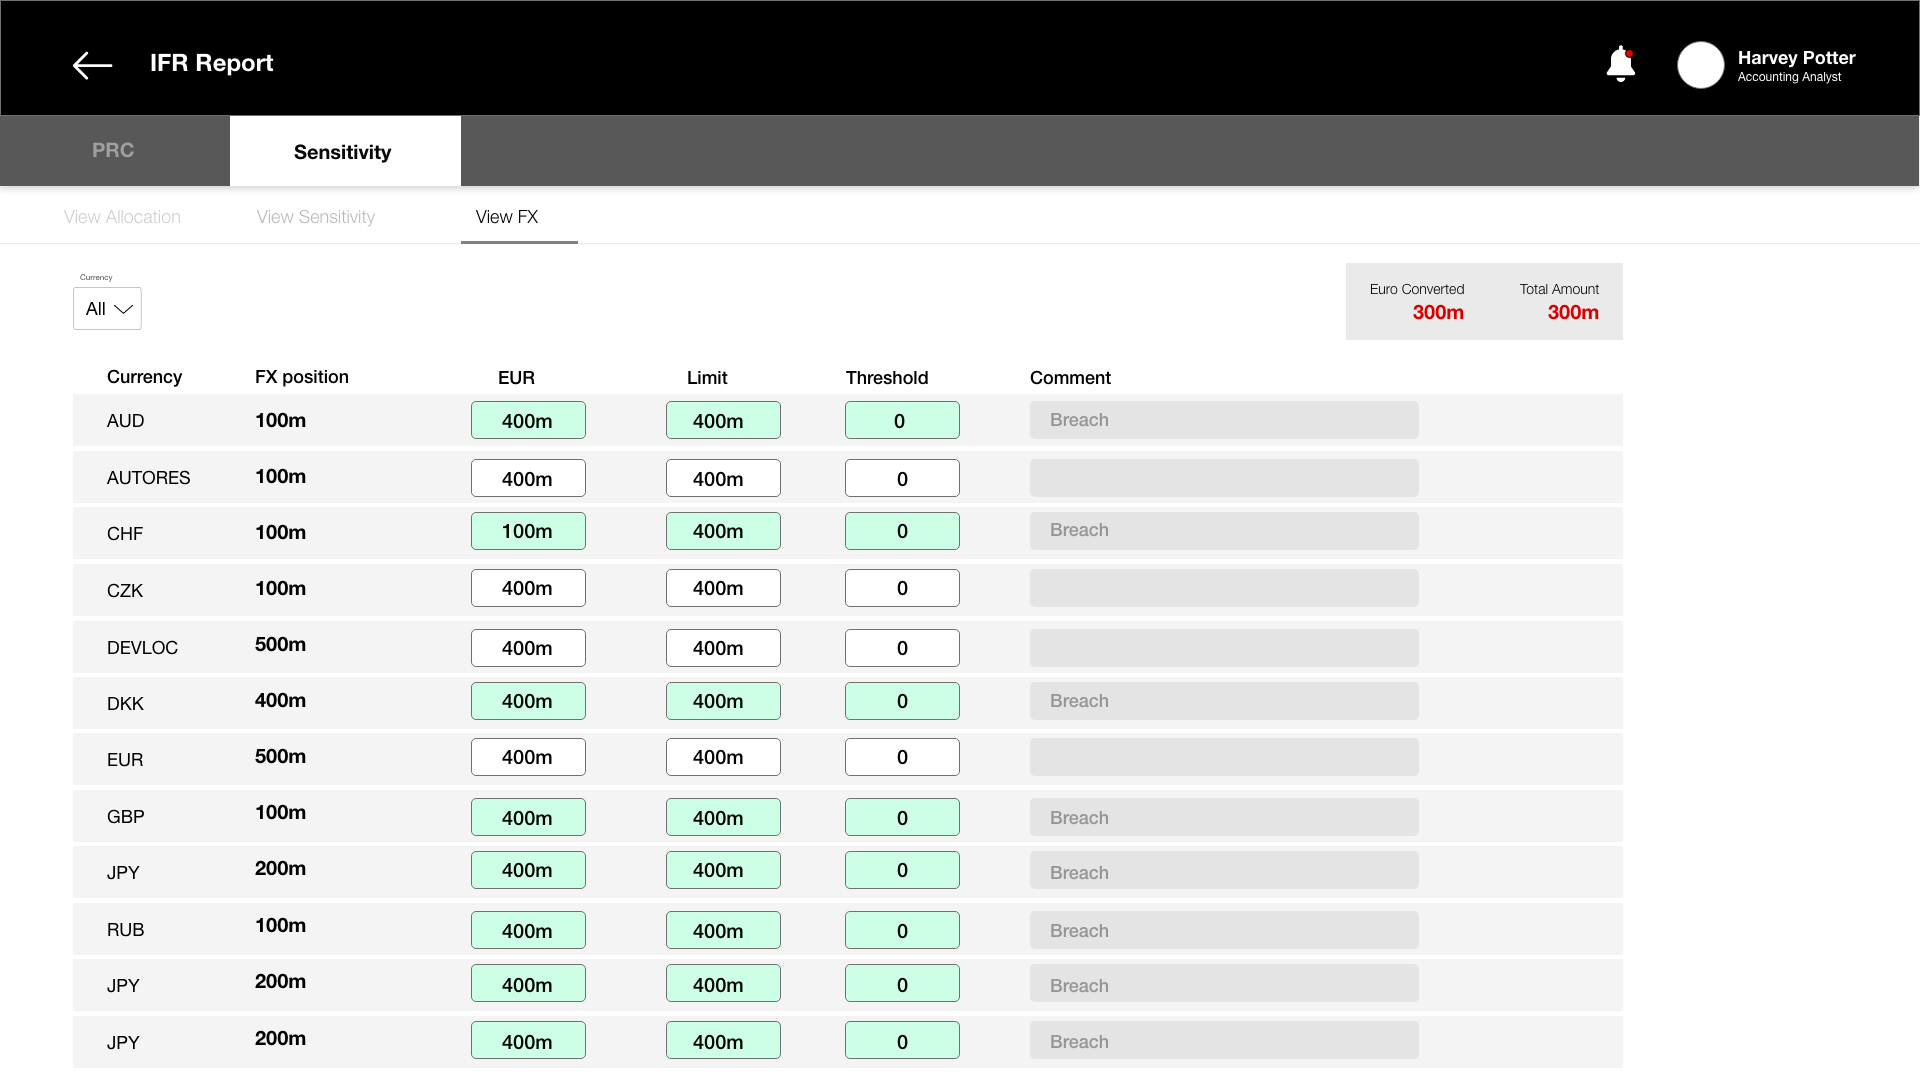 IFR Report
Harvey Potter
Accounting Analyst
PRC
Sensitivity
View Allocation
View Sensitivity
View FX
Currency
All
Euro Converted
Total Amount
300m
300m
Currency FX position EUR Limit Threshold Comment
AUD 100m 400m 400m 0 Breach
AUTORES 100m 400m 400m 0
CHF 100m 100m 400m 0 Breach
CZK 100m 400m 400m 0
DEVLOC 500m 400m 400m 0
DKK 400m 400m 400m 0 Breach
EUR 500m 400m 400m 0
GBP 100m 400m 400m 0 Breach
JPY 200m 400m 400m 0 Breach
RUB 100m 400m 400m 0 Breach
JPY 200m 400m 400m 0 Breach
JPY 200m 400m 400m 0 Breach